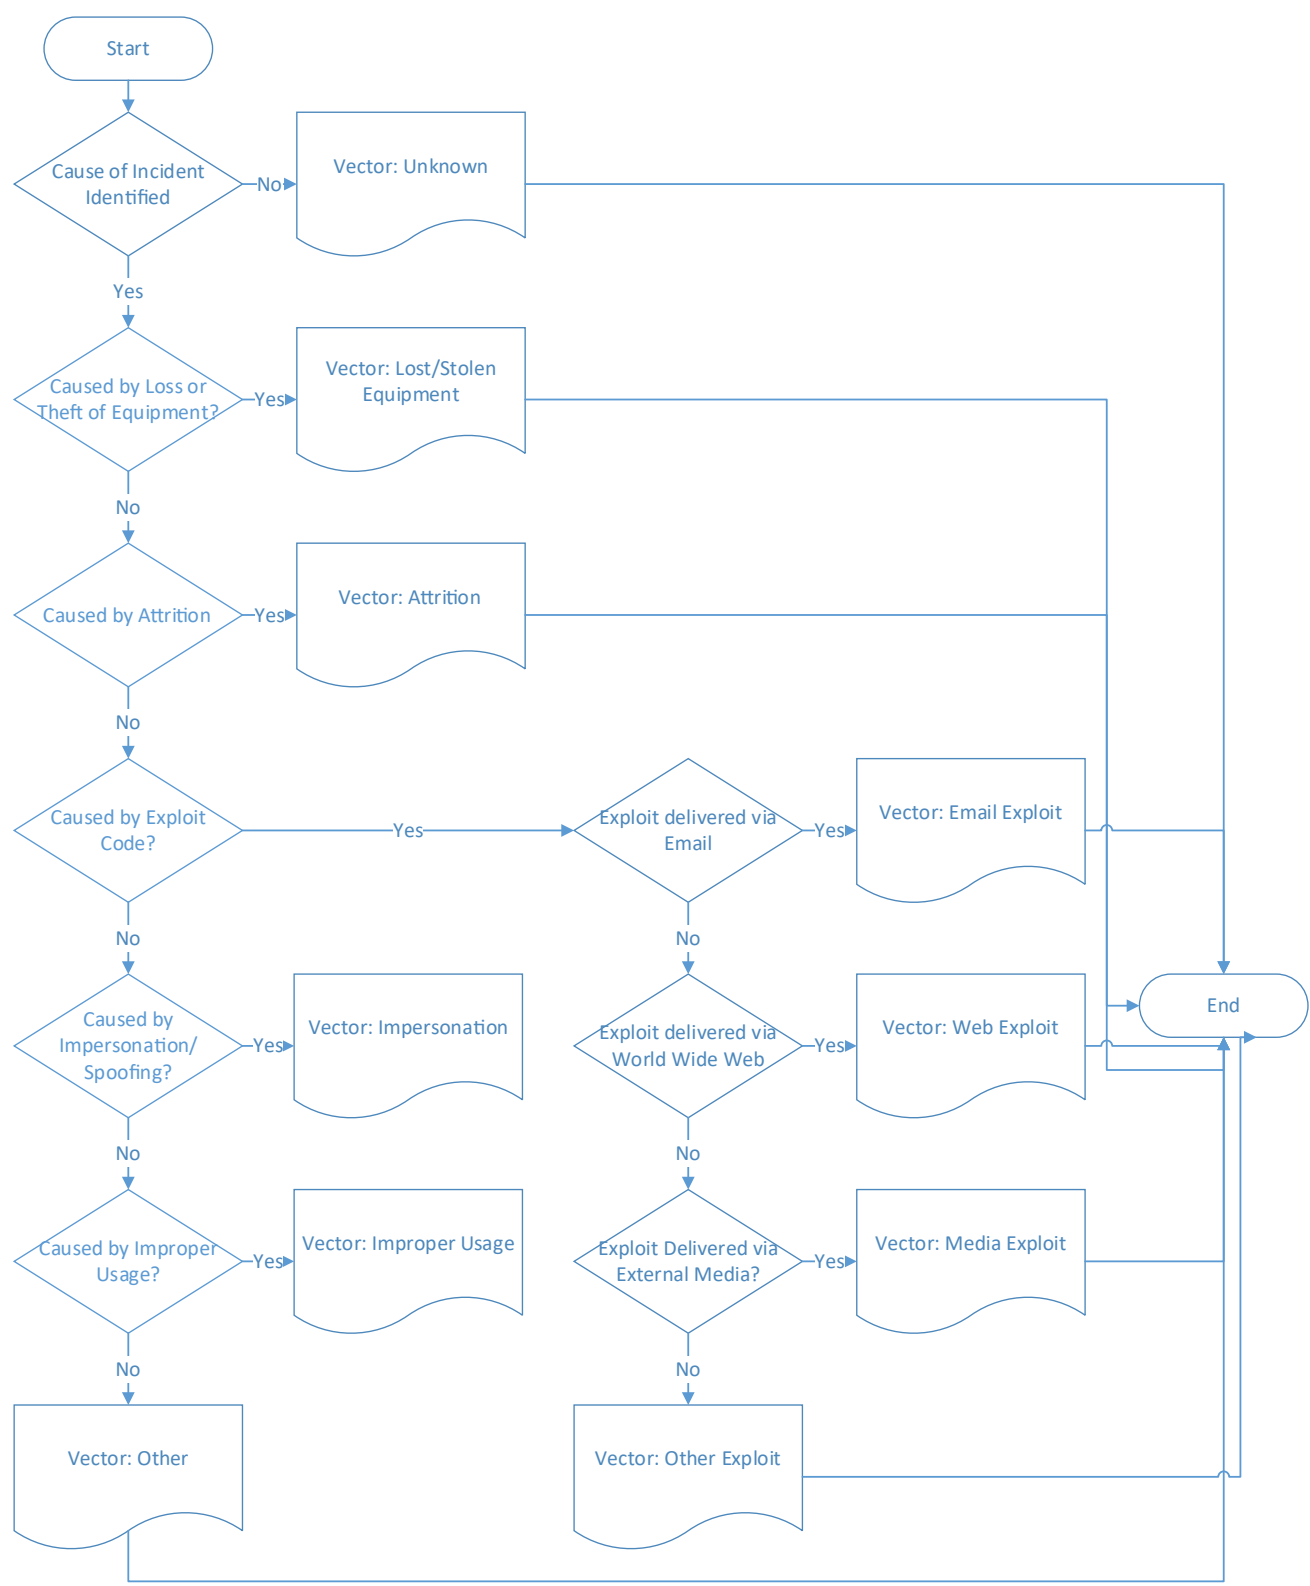 Start
Cause of Incident
Identified
No
Vector: Unknown
Yes
Caused by Loss or
Theft of Equipment?
Yes
Vector: Lost/Stolen
Equipment
No
Caused by Attrition
Yes
Vector: Attrition
No
Caused by Exploit
Code?
Yes
Exploit delivered via
Email
Yes
Vector: Email Exploit
No
No
Caused by
Impersonation/
Spoofing?
Yes
Vector: Impersonation
Exploit delivered via
World Wide Web
Yes
Vector: Web Exploit
End
No
No
Caused by Improper
Usage?
Yes
Vector: Improper Usage
Exploit Delivered via
External Media?
Yes
Vector: Media Exploit
No
No
Vector: Other
Vector: Other Exploit